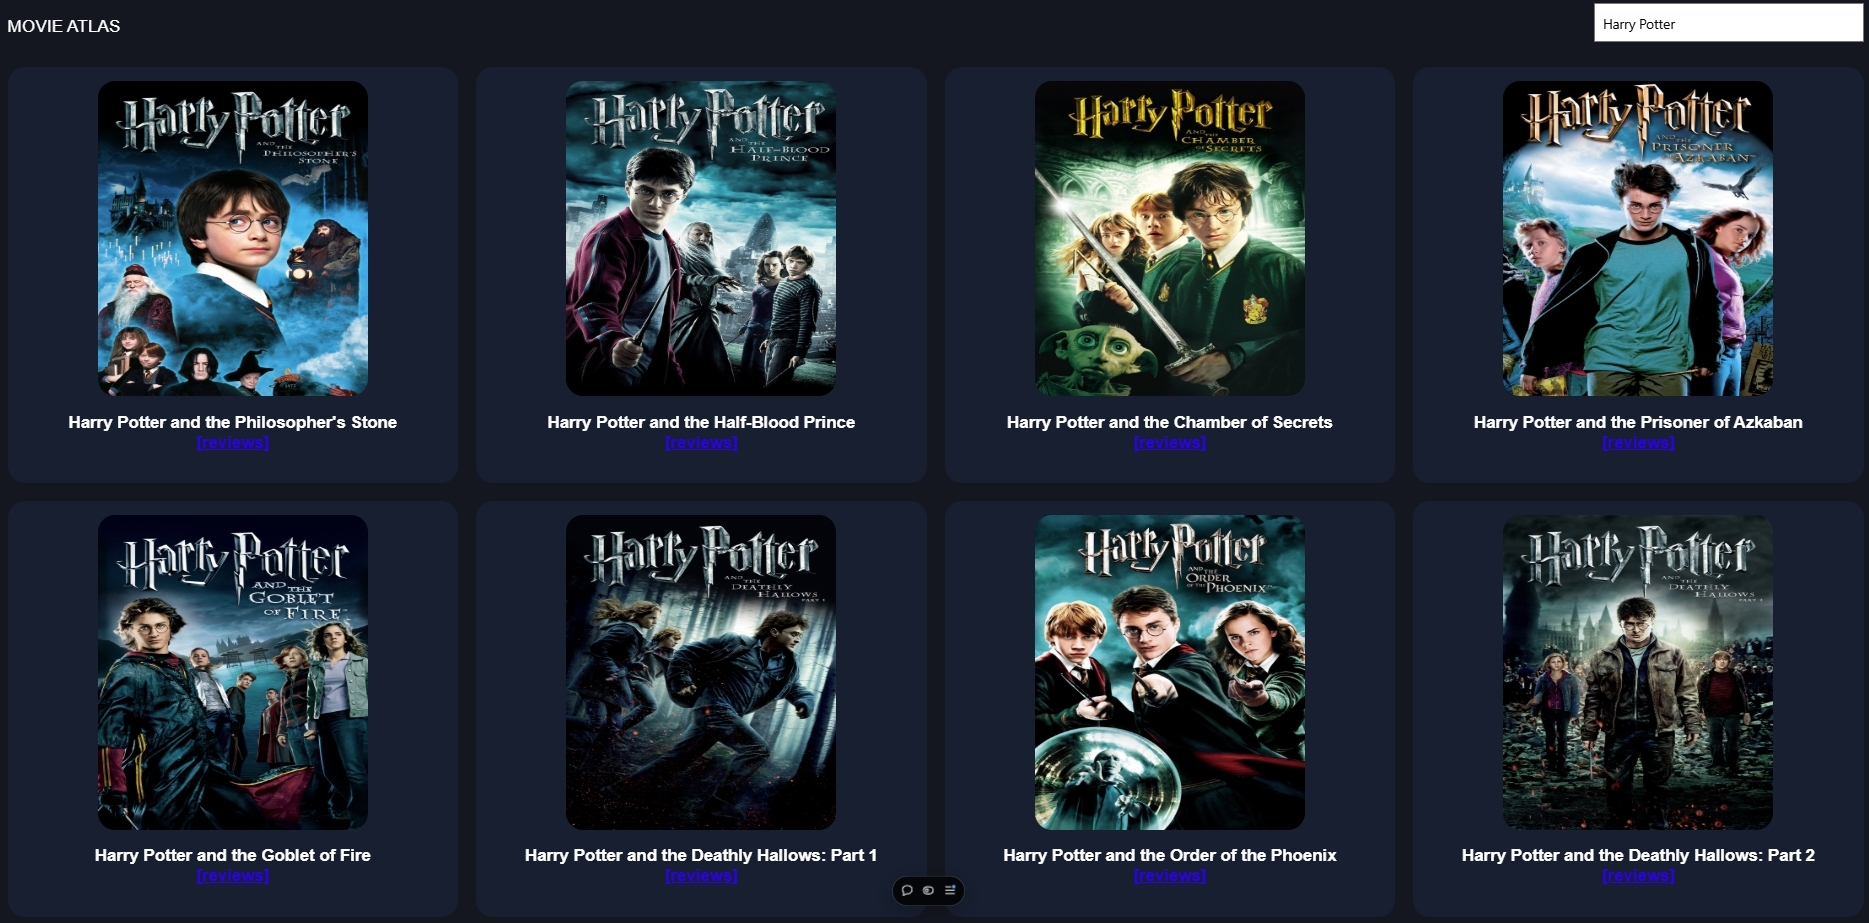 MOVIE ATLAS
Harry Potter
Harry Potter
AND THE
PHILOSOPHER'S
STONE
Harry Potter
AND THE
HALF-BLOOD
PRINCE
Harry Potter
AND THE
CHAMBER
OF SECRETS
Harry Potter
AND THE
PRISONER
OF AZKABAN
Harry Potter and the Philosopher's Stone
[reviews]
Harry Potter and the Half-Blood Prince
[reviews]
Harry Potter and the Chamber of Secrets
[reviews]
Harry Potter and the Prisoner of Azkaban
[reviews]
Harry Potter
AND THE
GOBLET
OF FIRE
Harry Potter
AND THE
DEATHLY
HALLOWS
PART 1
Harry Potter
AND THE
ORDER
OF THE
PHOENIX
Harry Potter
AND THE
DEATHLY
HALLOWS
PART 2
Harry Potter and the Goblet of Fire
[reviews]
Harry Potter and the Deathly Hallows: Part 1
[reviews]
Harry Potter and the Order of the Phoenix
[reviews]
Harry Potter and the Deathly Hallows: Part 2
[reviews]